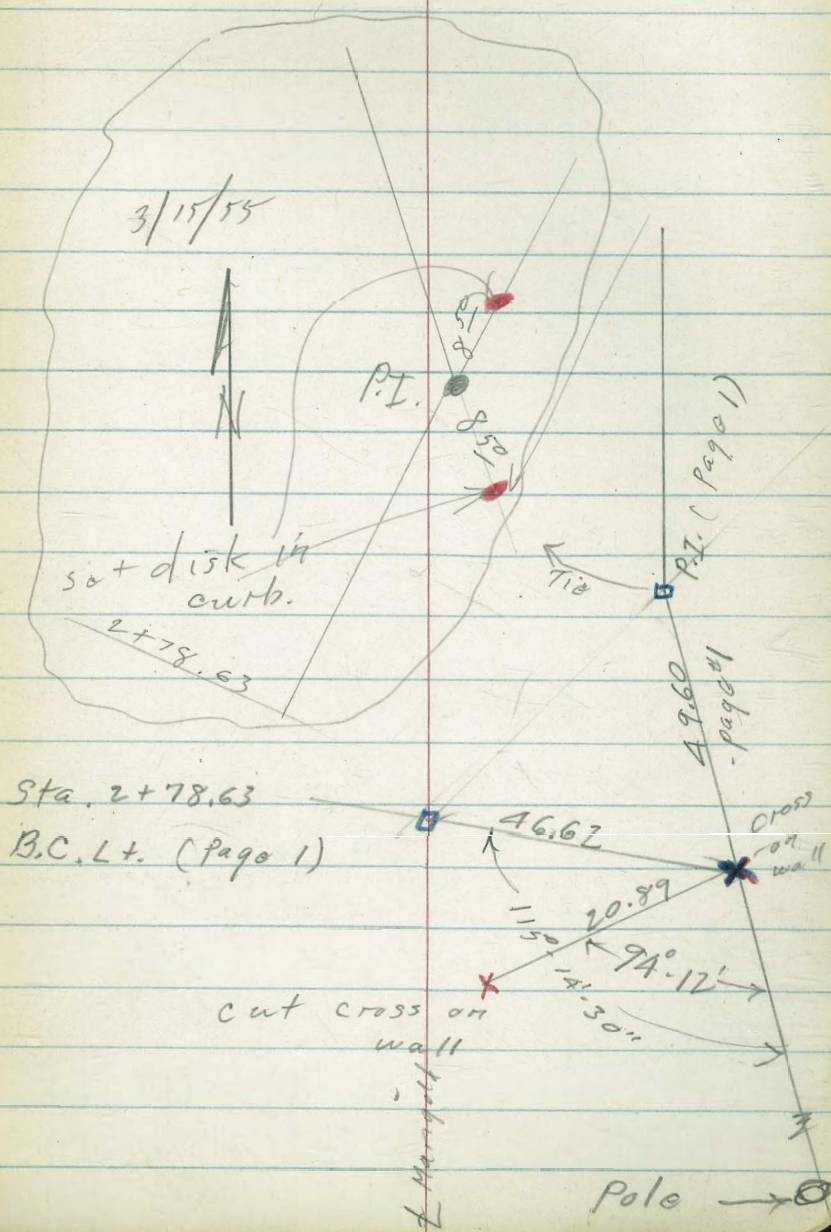 3/15/55
N
P.I.
8.50
8.50
set disk in
curb.
2+78.63
Tie
P.I. (Page 1)
49.60
-page #1
Sta. 2+78.63
B.C. Lt. (Page 1)
46.62
cross
on
wall
20.89
94°-12'
115°-14'-30"
cut cross on
wall
Pole